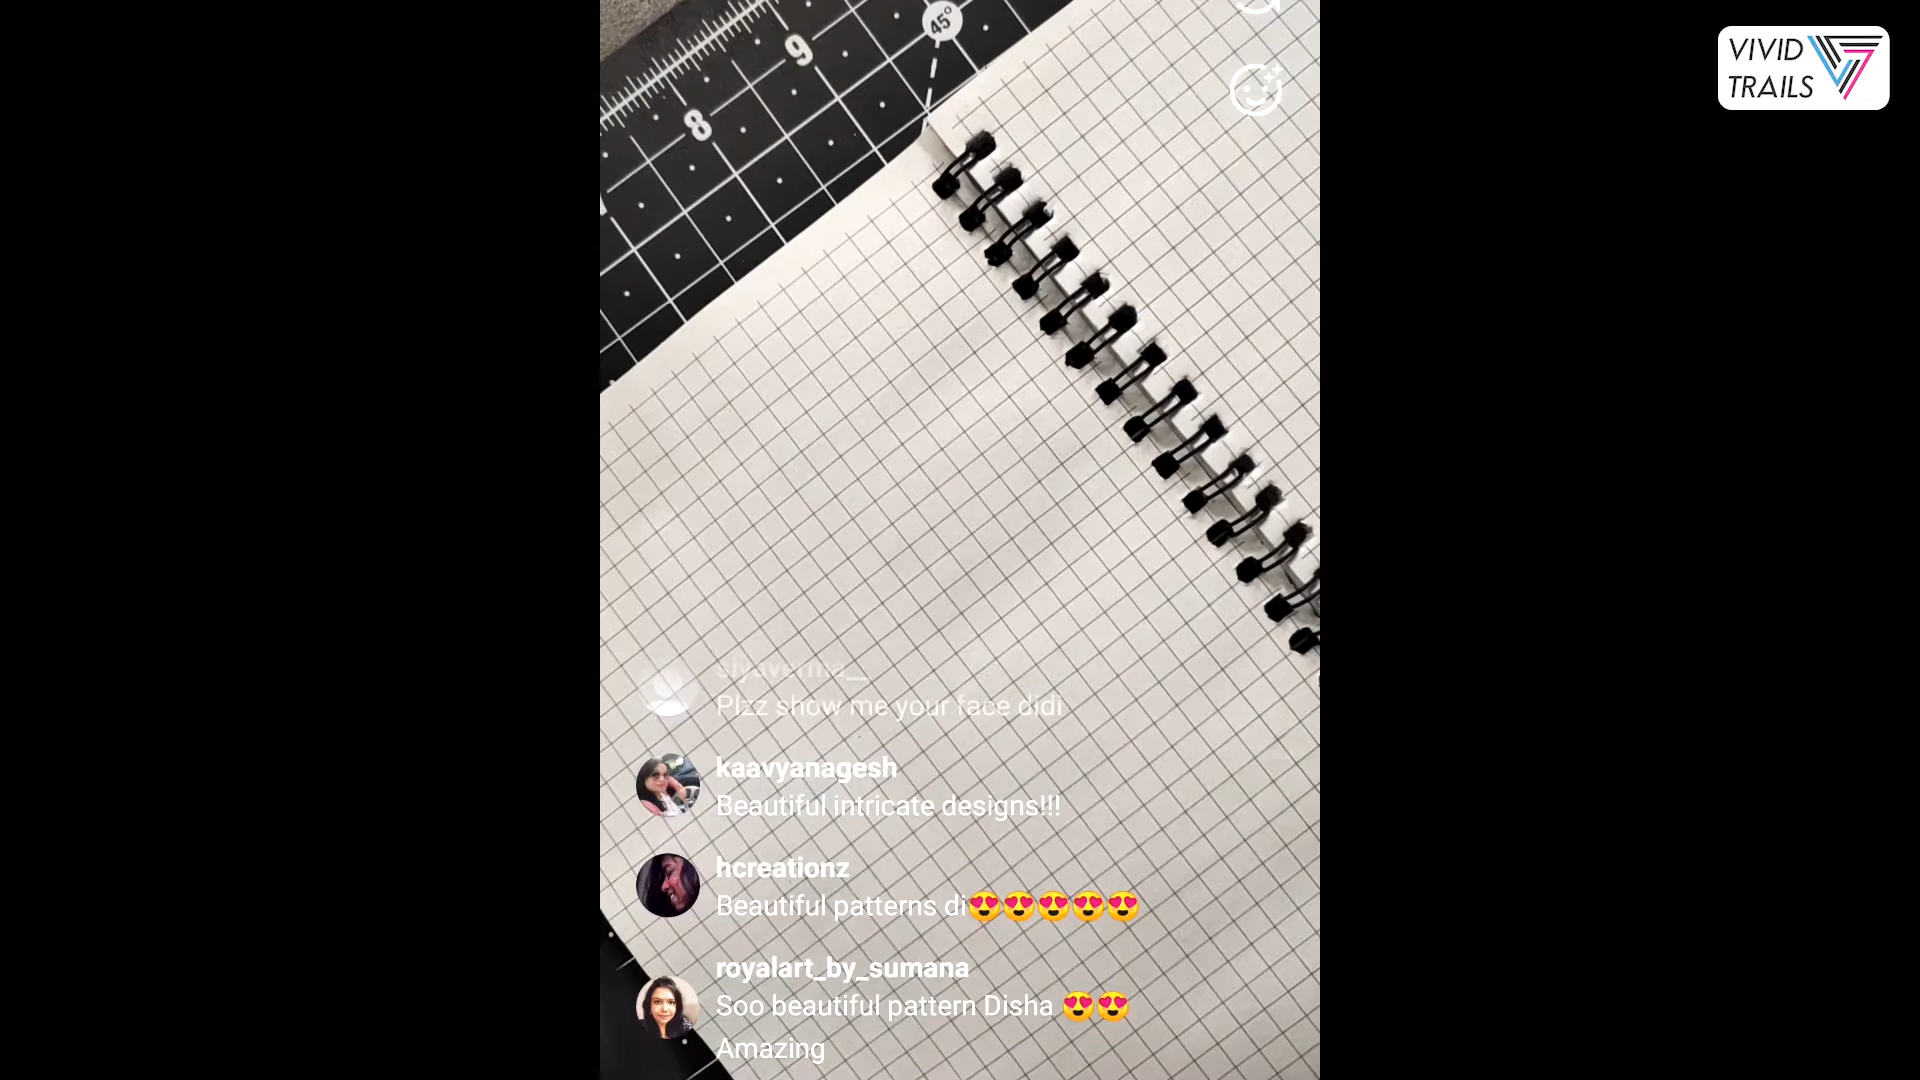 45°
9
8
VIVID
TRAILS
siyaverma__
Plzz show me your face didi
kaavyanagesh
Beautiful intricate designs!!!
hcreationz
Beautiful patterns di😍😍😍😍😍
royalart_by_sumana
Soo beautiful pattern Disha 😍😍
Amazing